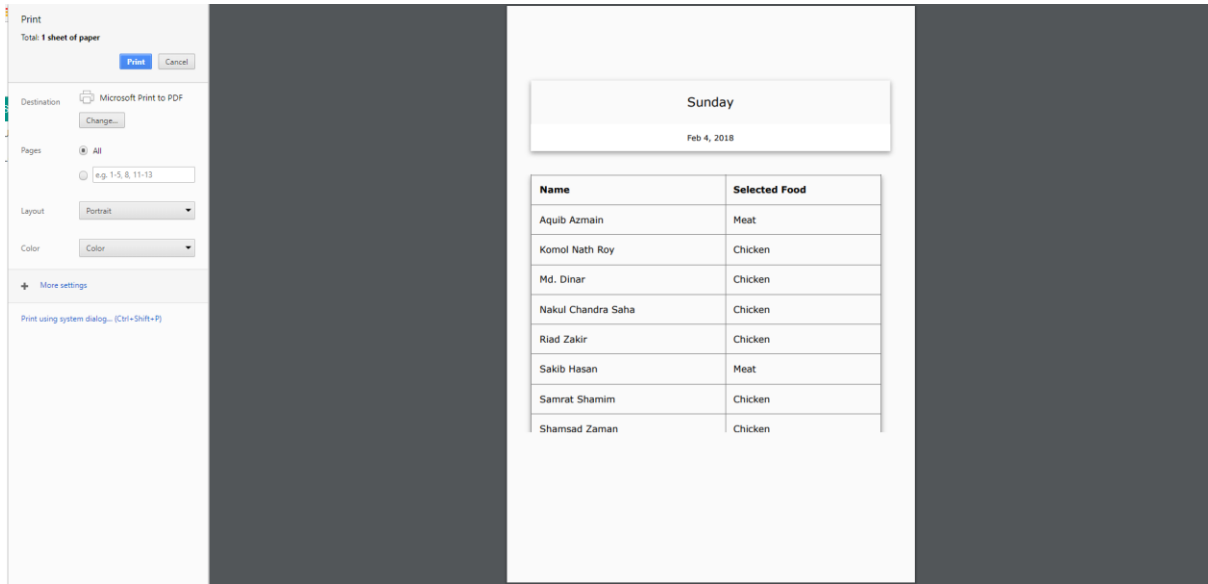 Print
Total: 1 sheet of paper
Print Cancel
Destination Microsoft Print to PDF
Change...
Pages All
e.g. 1-5, 8, 11-13
Layout Portrait
Color Color
+ More settings
Print using system dialog... (Ctrl+Shift+P)
Sunday
Feb 4, 2018
Name Selected Food
Aquib Azmain Meat
Komol Nath Roy Chicken
Md. Dinar Chicken
Nakul Chandra Saha Chicken
Riad Zakir Chicken
Sakib Hasan Meat
Samrat Shamim Chicken
Shamsad Zaman Chicken